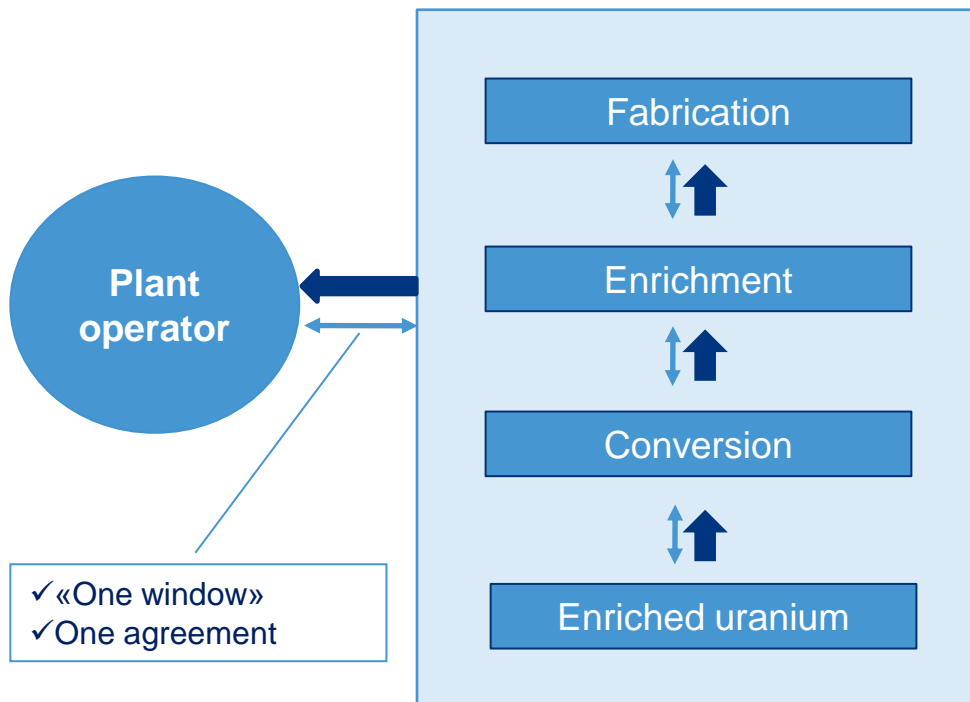 Fabrication
Enrichment
Conversion
Enriched uranium
Plant
operator
✓«One window»
✓One agreement